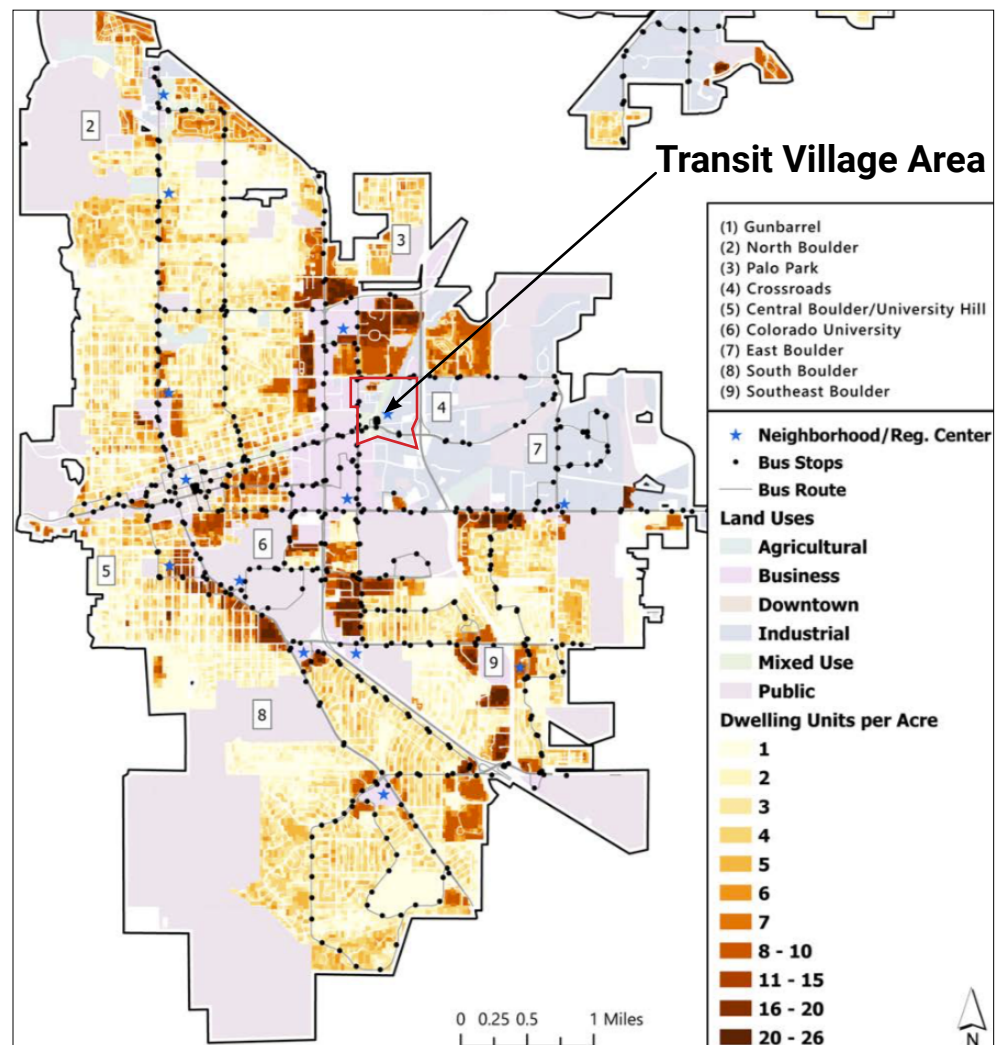 2
Transit Village Area
3
(1) Gunbarrel
(2) North Boulder
(3) Palo Park
(4) Crossroads
(5) Central Boulder/University Hill
(6) Colorado University
(7) East Boulder
(8) South Boulder
(9) Southeast Boulder
4
7
6
5
9
8
Neighborhood/Reg. Center
Bus Stops
Bus Route
Land Uses
Agricultural
Business
Downtown
Industrial
Mixed Use
Public
Dwelling Units per Acre
1
2
3
4
5
6
7
8 - 10
11 - 15
16 - 20
20 - 26
0 0.25 0.5 1 Miles
N